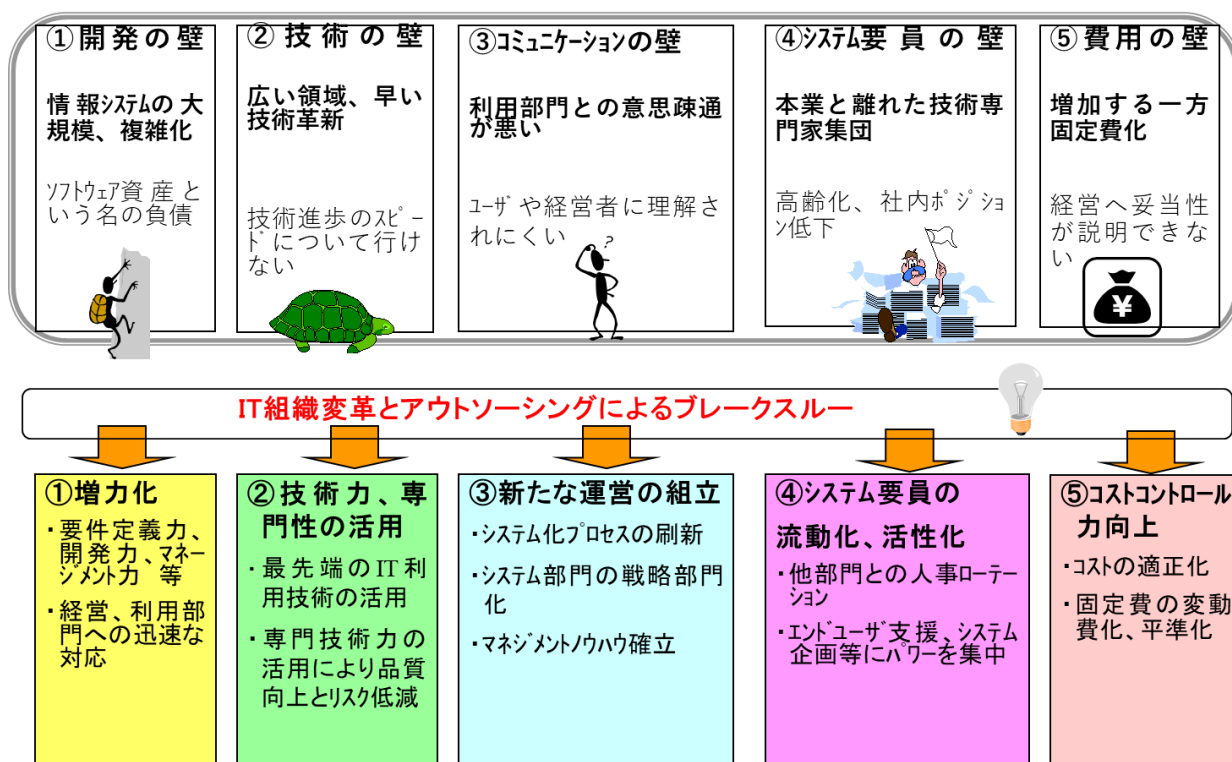 ①開発の壁
情報システムの大
規模、複雑化
ソフトウェア資産と
いう名の負債
②技術の壁
広い領域、早い
技術革新
技術進歩のスピー
ドについて行け
ない
③コミュニケーションの壁
利用部門との意思疎通
が悪い
ユーザや経営者に理解さ
れにくい
?
④システム要員の壁
本業と離れた技術専
門家集団
高齢化、社内ポジショ
ン低下
⑤費用の壁
増加する一方
固定費化
経営へ妥当性
が説明できな
い
¥
IT組織変革とアウトソーシングによるブレークスルー
①増力化
・要件定義力、
開発力、マネー
ジメント力 等
・経営、利用部
門への迅速な
対応
②技術力、専
門性の活用
・最先端のIT利
用技術の活用
・専門技術力の
活用により品質
向上とリスク低減
③新たな運営の組立
・システム化プロセスの刷新
・システム部門の戦略部門
化
・マネジメントノウハウ確立
④システム要員の
流動化、活性化
・他部門との人事ローテー
ション
・エンドユーザ支援、システム
企画等にパワーを集中
⑤コストコントロール
力向上
・コストの適正化
・固定費の変動
費化、平準化